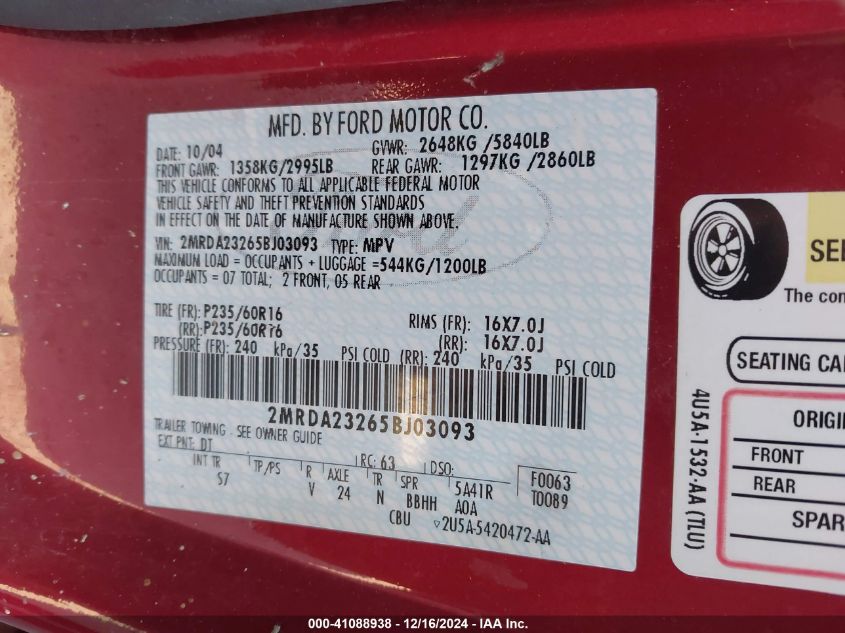 MFD. BY FORD MOTOR CO.
DATE: 10/04 GVWR: 2648KG /5840LB
FRONT GAWR: 1358KG/2995LB REAR GAWR: 1297KG /2860LB
THIS VEHICLE CONFORMS TO ALL APPLICABLE FEDERAL MOTOR
VEHICLE SAFETY AND THEFT PREVENTION STANDARDS
IN EFFECT ON THE DATE OF MANUFACTURE SHOWN ABOVE.
VIN: 2MRDA23265BJ03093 TYPE: MPV
MAXIMUM LOAD = OCCUPANTS + LUGGAGE =544KG/1200LB
OCCUPANTS = 07 TOTAL; 2 FRONT, 05 REAR
TIRE (FR): P235/60R16 RIMS (FR): 16X7.0J
(RR): P235/60R16 (RR): 16X7.0J
PRESSURE (FR): 240 kPa/35 PSI COLD (RR): 240 kPa/35 PSI COLD
2MRDA23265BJ03093
TRAILER TOWING - SEE OWNER GUIDE
EXT PNT: DT RC: 63 DSO: F0063
INT TR TP/PS R AXLE TR SPR 5A41R T0089
S7 V 24 N BBHH A0A
CBU ▽2U5A-5420472-AA
Ford
SE
The con
SEATING CA
ORIGI
FRONT
REAR
SPAR
4U5A-1532-AA (TLU)
000-41088938 - 12/16/2024 - IAA Inc.